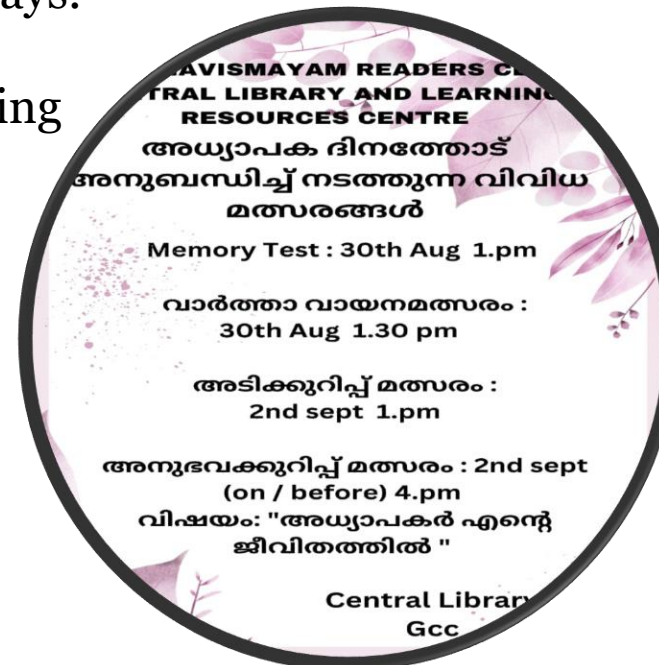 ays.
ing
AVISMAYAM READERS
TRAL LIBRARY AND LEARNING
RESOURCES CENTRE
അധ്യാപക ദിനത്തോട്
അനുബന്ധിച്ച് നടത്തുന്ന വിവിധ
മത്സരങ്ങൾ
Memory Test : 30th Aug 1.pm
വാർത്താ വായനമത്സരം :
30th Aug 1.30 pm
അടിക്കുറിപ്പ് മത്സരം :
2nd sept 1.pm
അനുഭവക്കുറിപ്പ് മത്സരം : 2nd sept
(on / before) 4.pm
വിഷയം: "അധ്യാപകർ എന്റെ
ജീവിതത്തിൽ "
Central Library
Gcc